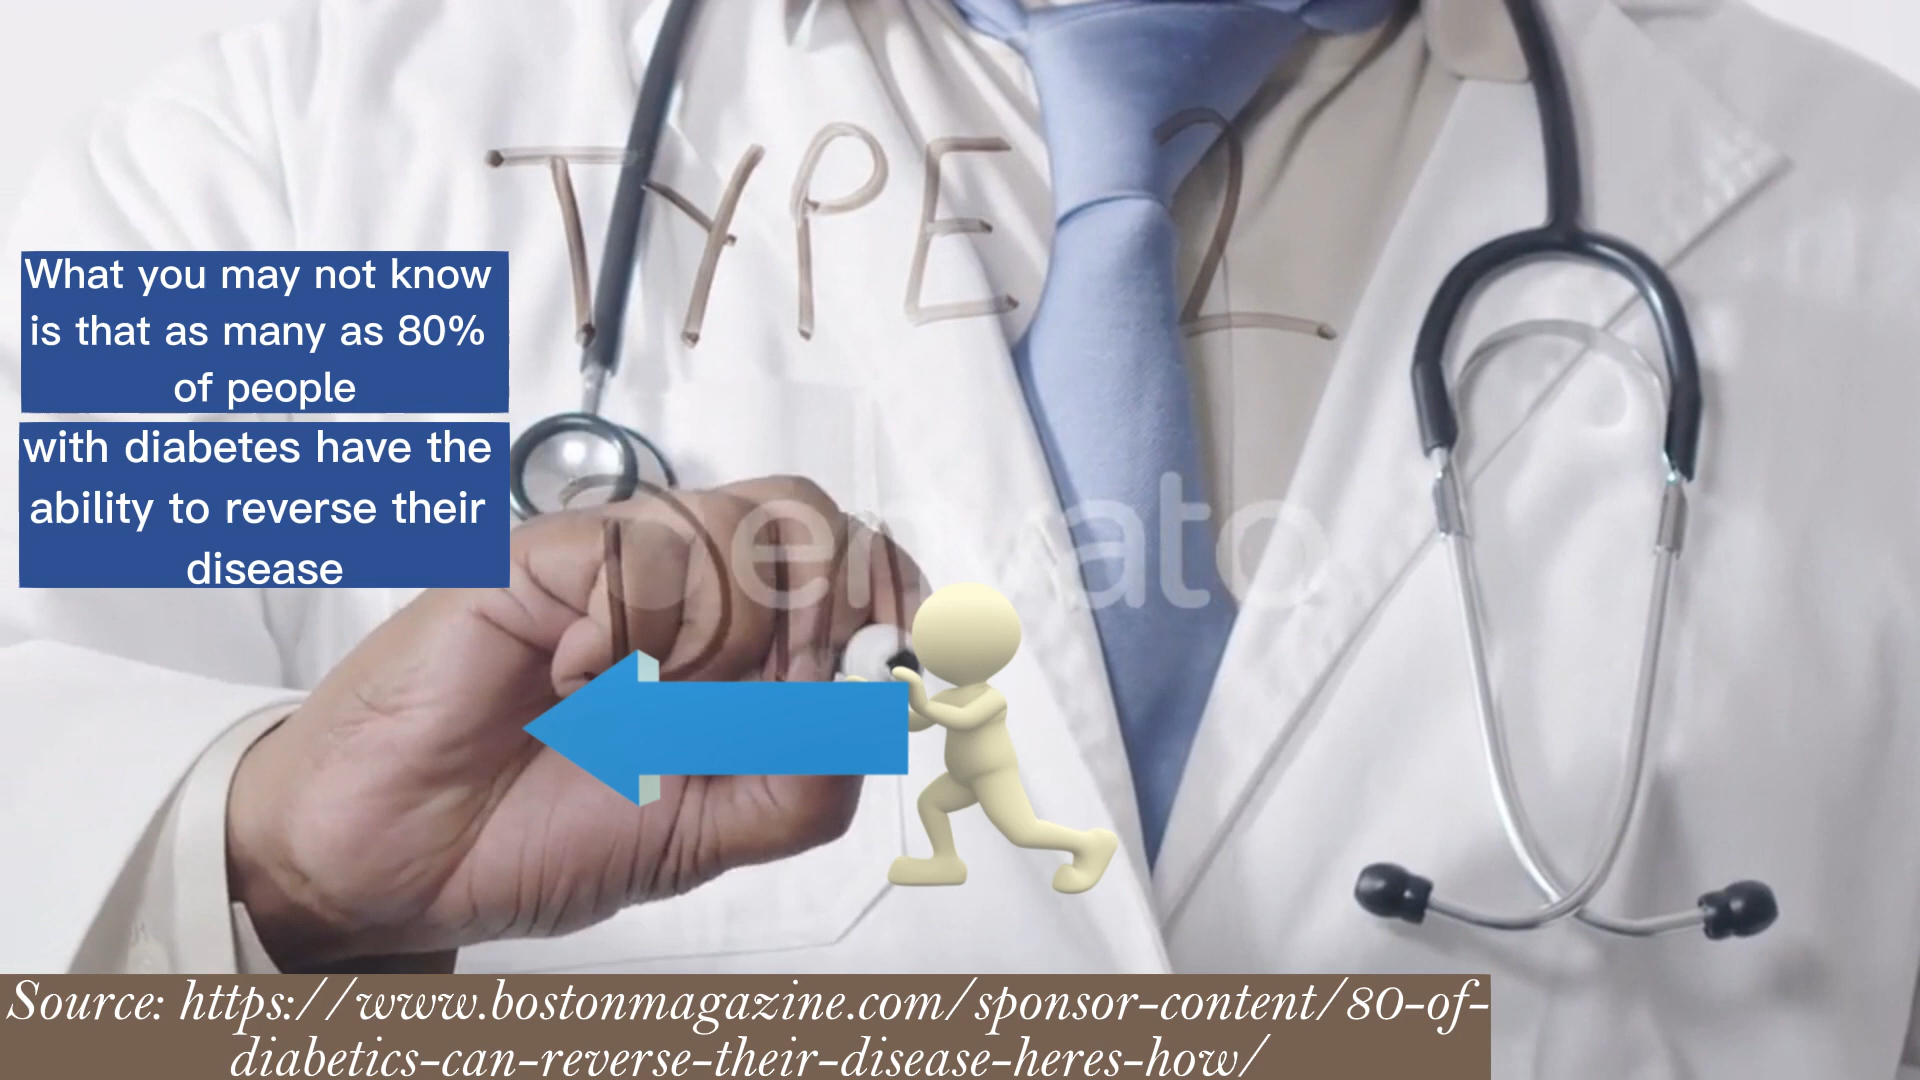 TYPE 2
What you may not know
is that as many as 80%
of people
with diabetes have the
ability to reverse their
disease
DI
envato
Source: https://www.bostonmagazine.com/sponsor-content/80-of-
diabetics-can-reverse-their-disease-heres-how/